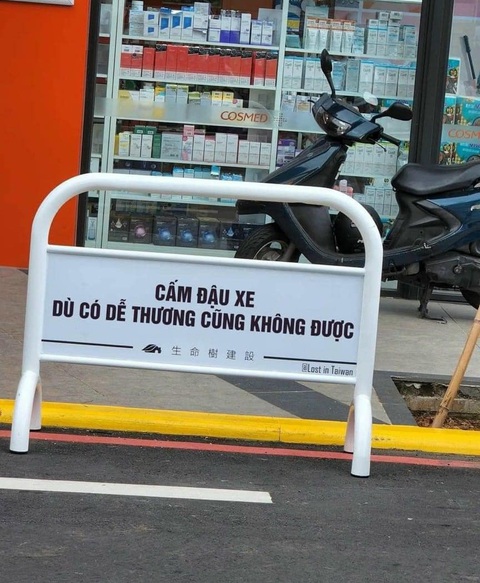 COSMED
COSMED
CẤM ĐẬU XE
DÙ CÓ DỄ THƯƠNG CŨNG KHÔNG ĐƯỢC
生命樹建設
@Lost in Taiwan